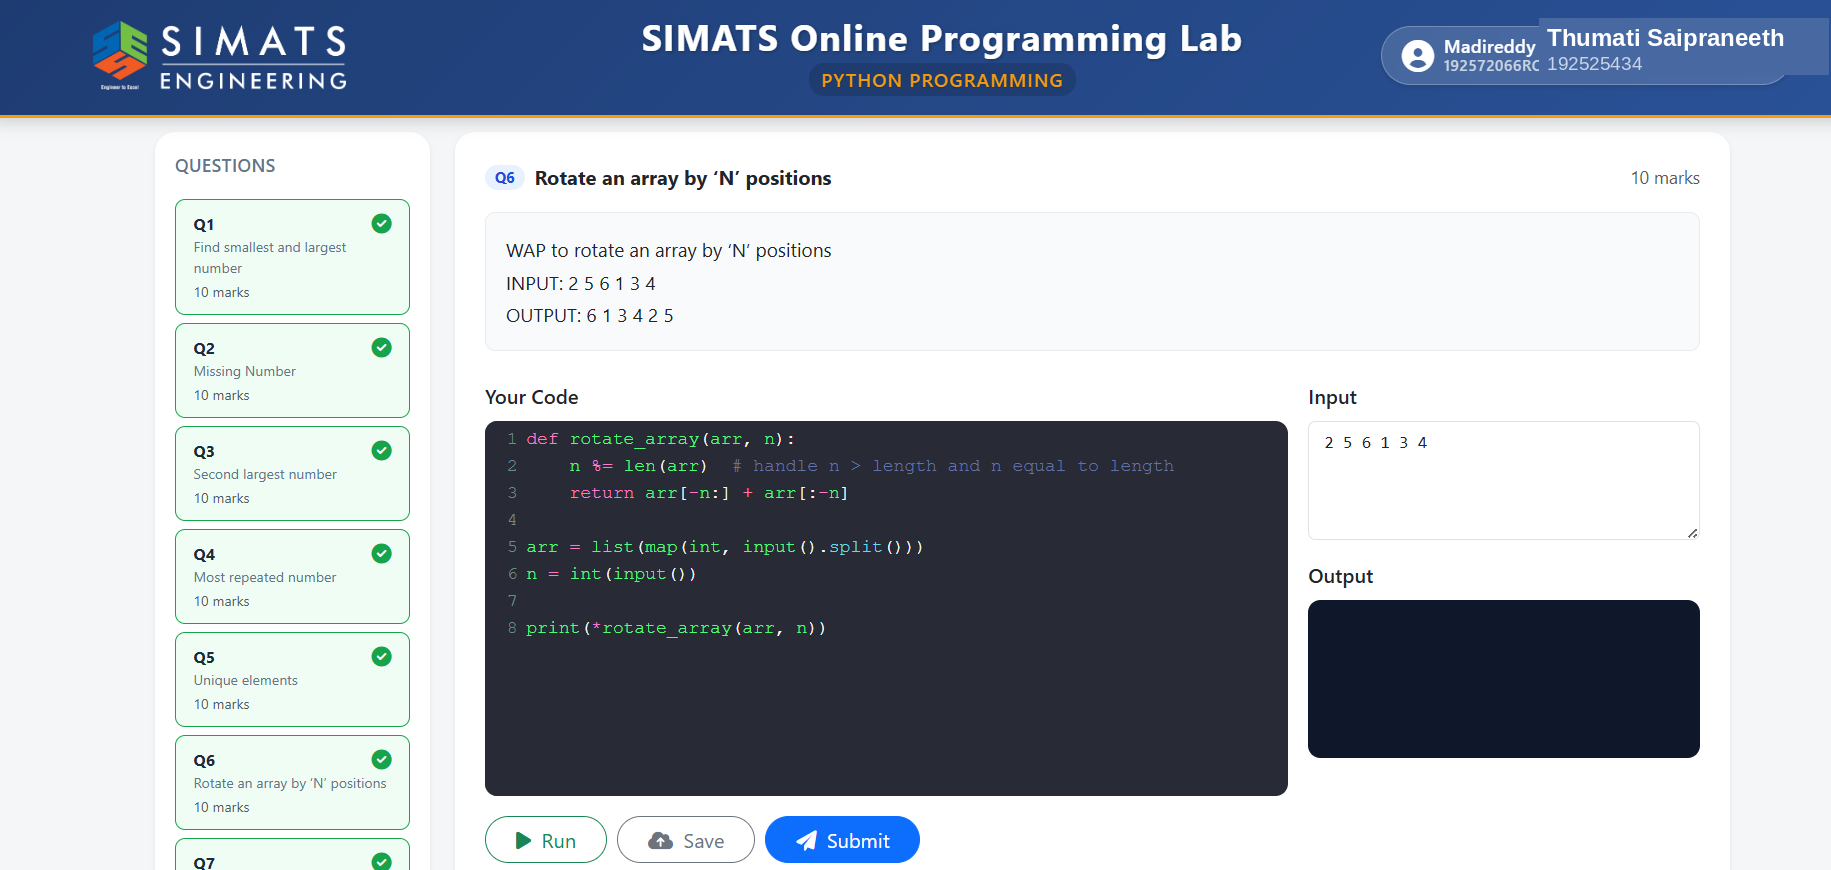 SIMATS
ENGINEERING
Engineer to Excel
SIMATS Online Programming Lab
PYTHON PROGRAMMING
Madireddy
192572066RC
Thumati Saipraneeth
192525434
QUESTIONS
Q1
Find smallest and largest
number
10 marks
Q2
Missing Number
10 marks
Q3
Second largest number
10 marks
Q4
Most repeated number
10 marks
Q5
Unique elements
10 marks
Q6
Rotate an array by ‘N’ positions
10 marks
Q7
Q6 Rotate an array by ‘N’ positions
10 marks
WAP to rotate an array by ‘N’ positions
INPUT: 2 5 6 1 3 4
OUTPUT: 6 1 3 4 2 5
Your Code
1 def rotate_array(arr, n):
2     n %= len(arr)  # handle n > length and n equal to length
3     return arr[-n:] + arr[:-n]
4
5 arr = list(map(int, input().split()))
6 n = int(input())
7
8 print(*rotate_array(arr, n))
Input
2 5 6 1 3 4
Output
Run
Save
Submit